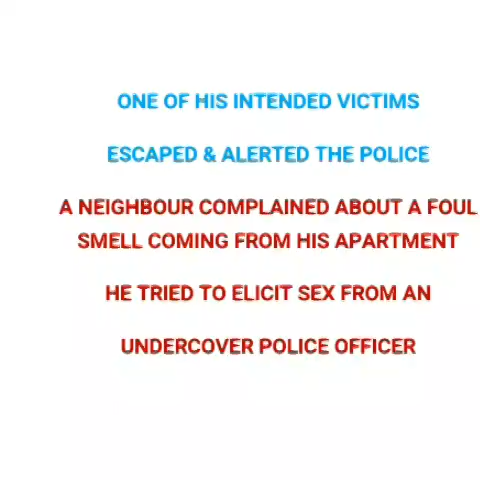 ONE OF HIS INTENDED VICTIMS
ESCAPED & ALERTED THE POLICE
A NEIGHBOUR COMPLAINED ABOUT A FOUL
SMELL COMING FROM HIS APARTMENT
HE TRIED TO ELICIT SEX FROM AN
UNDERCOVER POLICE OFFICER